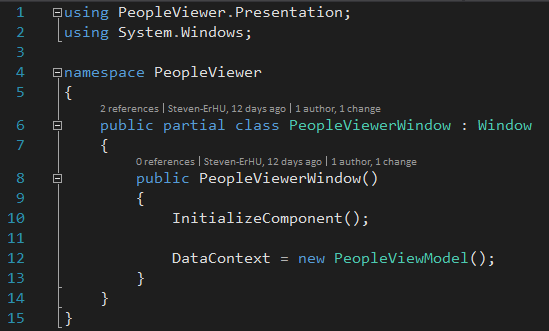 1 using PeopleViewer.Presentation;
2 using System.Windows;
3
4 namespace PeopleViewer
5 {
2 references | Steven-ErHU, 12 days ago | 1 author, 1 change
6 public partial class PeopleViewerWindow : Window
7 {
0 references | Steven-ErHU, 12 days ago | 1 author, 1 change
8 public PeopleViewerWindow()
9 {
10 InitializeComponent();
11
12 DataContext = new PeopleViewModel();
13 }
14 }
15 }